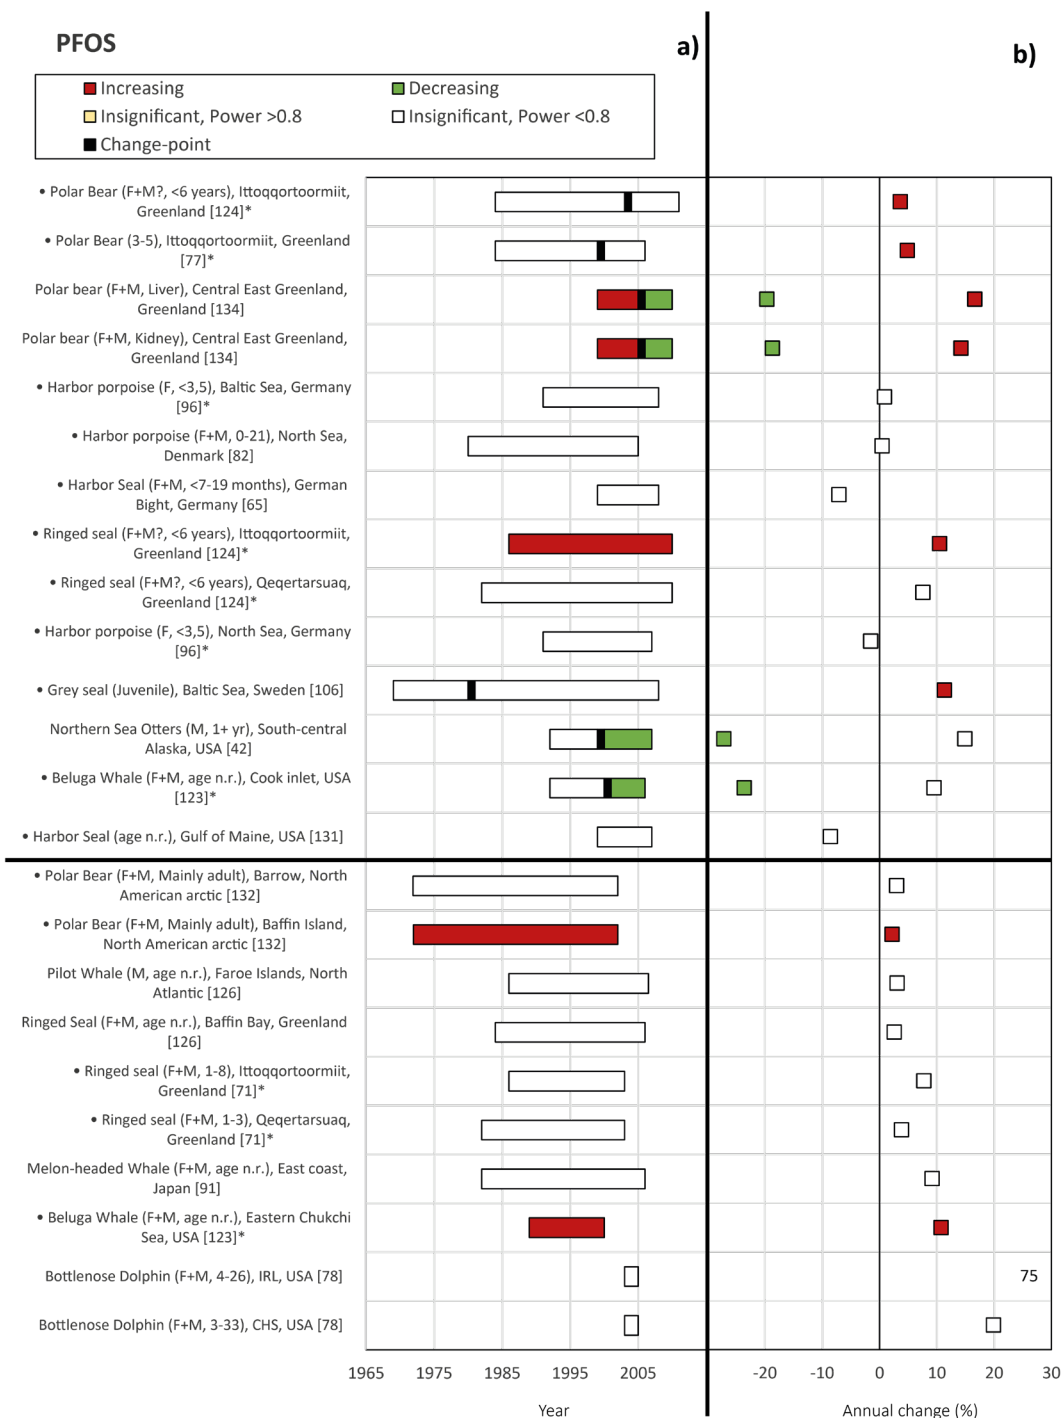 PFOS
a)
b)
Increasing
Decreasing
Insignificant, Power >0.8
Insignificant, Power <0.8
Change-point
• Polar Bear (F+M?, <6 years), Ittoqqortoormiit,
Greenland [124]*
• Polar Bear (3-5), Ittoqqortoormiit, Greenland
[77]*
Polar bear (F+M, Liver), Central East Greenland,
Greenland [134]
Polar bear (F+M, Kidney), Central East Greenland,
Greenland [134]
• Harbor porpoise (F, <3,5), Baltic Sea, Germany
[96]*
• Harbor porpoise (F+M, 0-21), North Sea,
Denmark [82]
• Harbor Seal (F+M, <7-19 months), German
Bight, Germany [65]
• Ringed seal (F+M?, <6 years), Ittoqqortoormiit,
Greenland [124]*
• Ringed seal (F+M?, <6 years), Qeqertarsuaq,
Greenland [124]*
• Harbor porpoise (F, <3,5), North Sea, Germany
[96]*
• Grey seal (Juvenile), Baltic Sea, Sweden [106]
Northern Sea Otters (M, 1+ yr), South-central
Alaska, USA [42]
• Beluga Whale (F+M, age n.r.), Cook inlet, USA
[123]*
• Harbor Seal (age n.r.), Gulf of Maine, USA [131]
• Polar Bear (F+M, Mainly adult), Barrow, North
American arctic [132]
• Polar Bear (F+M, Mainly adult), Baffin Island,
North American arctic [132]
Pilot Whale (M, age n.r.), Faroe Islands, North
Atlantic [126]
Ringed Seal (F+M, age n.r.), Baffin Bay, Greenland
[126]
• Ringed seal (F+M, 1-8), Ittoqqortoormiit,
Greenland [71]*
• Ringed seal (F+M, 1-3), Qeqertarsuaq,
Greenland [71]*
Melon-headed Whale (F+M, age n.r.), East coast,
Japan [91]
• Beluga Whale (F+M, age n.r.), Eastern Chukchi
Sea, USA [123]*
Bottlenose Dolphin (F+M, 4-26), IRL, USA [78]
75
Bottlenose Dolphin (F+M, 3-33), CHS, USA [78]
1965 1975 1985 1995 2005
-20 -10 0 10 20 30
Year
Annual change (%)